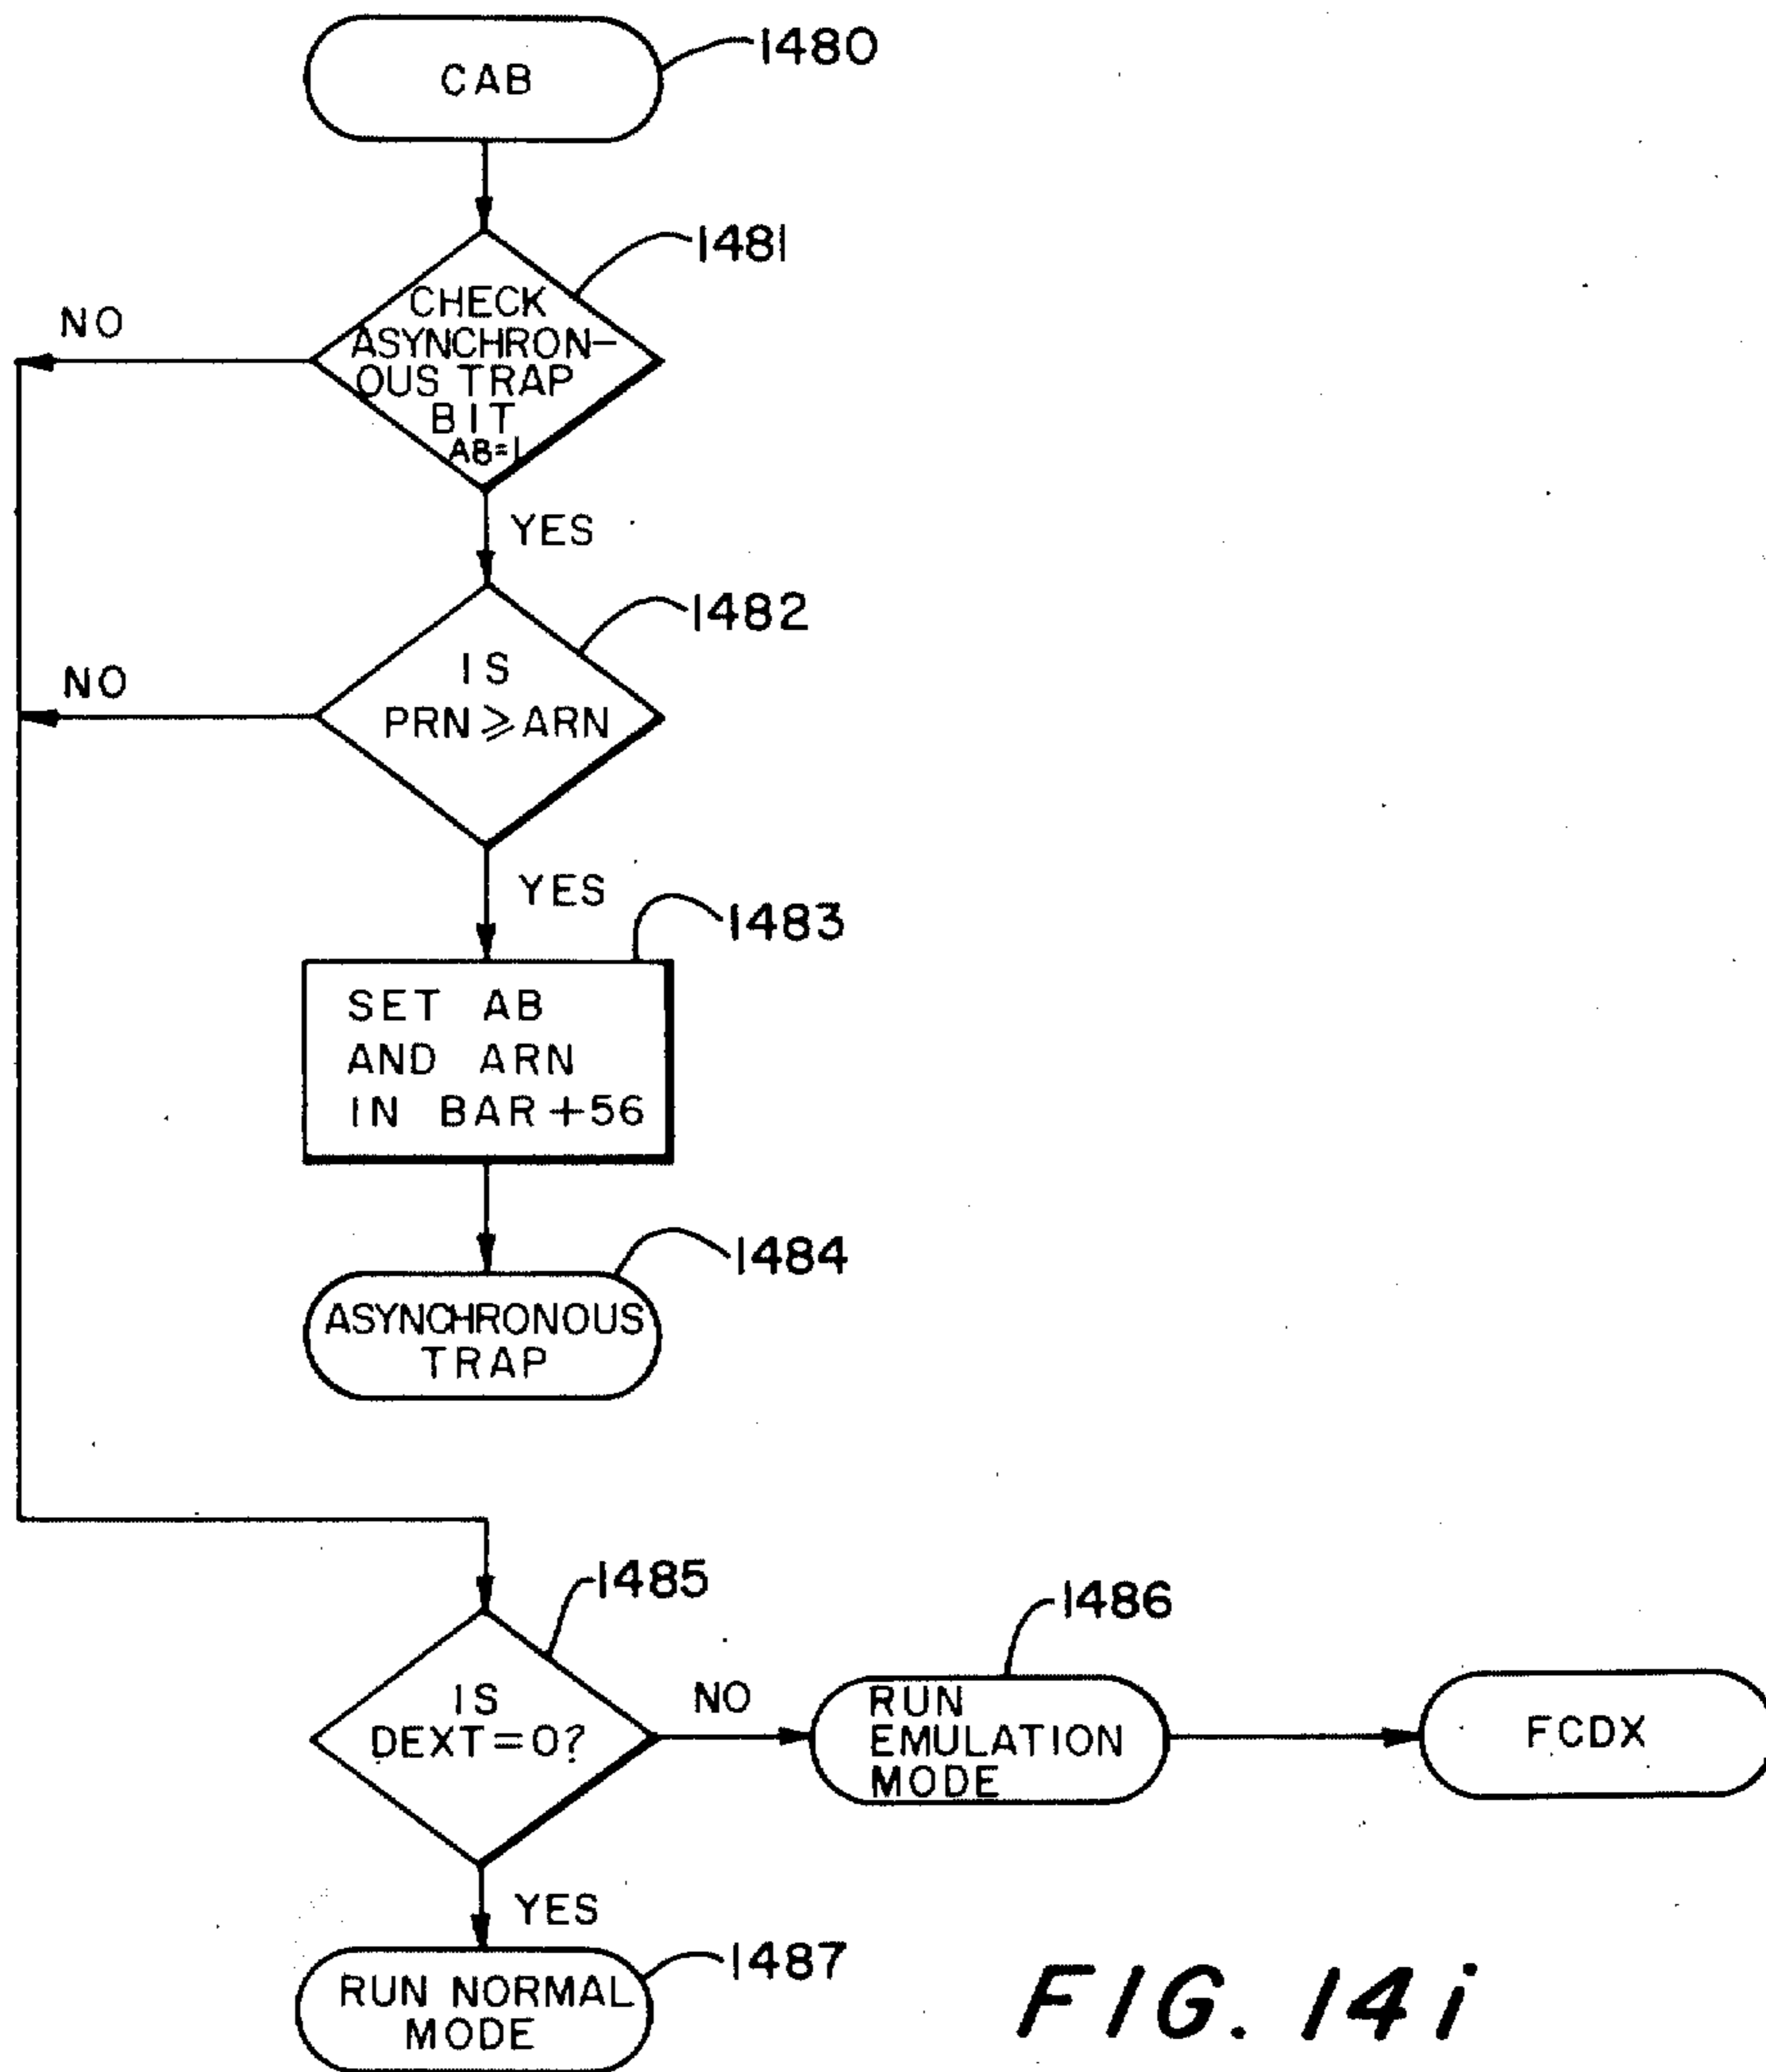 CAB
1480
1481
CHECK
ASYNCHRON-
OUS TRAP
BIT
AB=1
NO
YES
1482
IS
PRN ≥ ARN
NO
YES
1483
SET AB
AND ARN
IN BAR+56
1484
ASYNCHRONOUS
TRAP
1485
IS
DEXT=0?
NO
1486
RUN
EMULATION
MODE
FCDX
YES
1487
RUN NORMAL
MODE
FIG. 14i